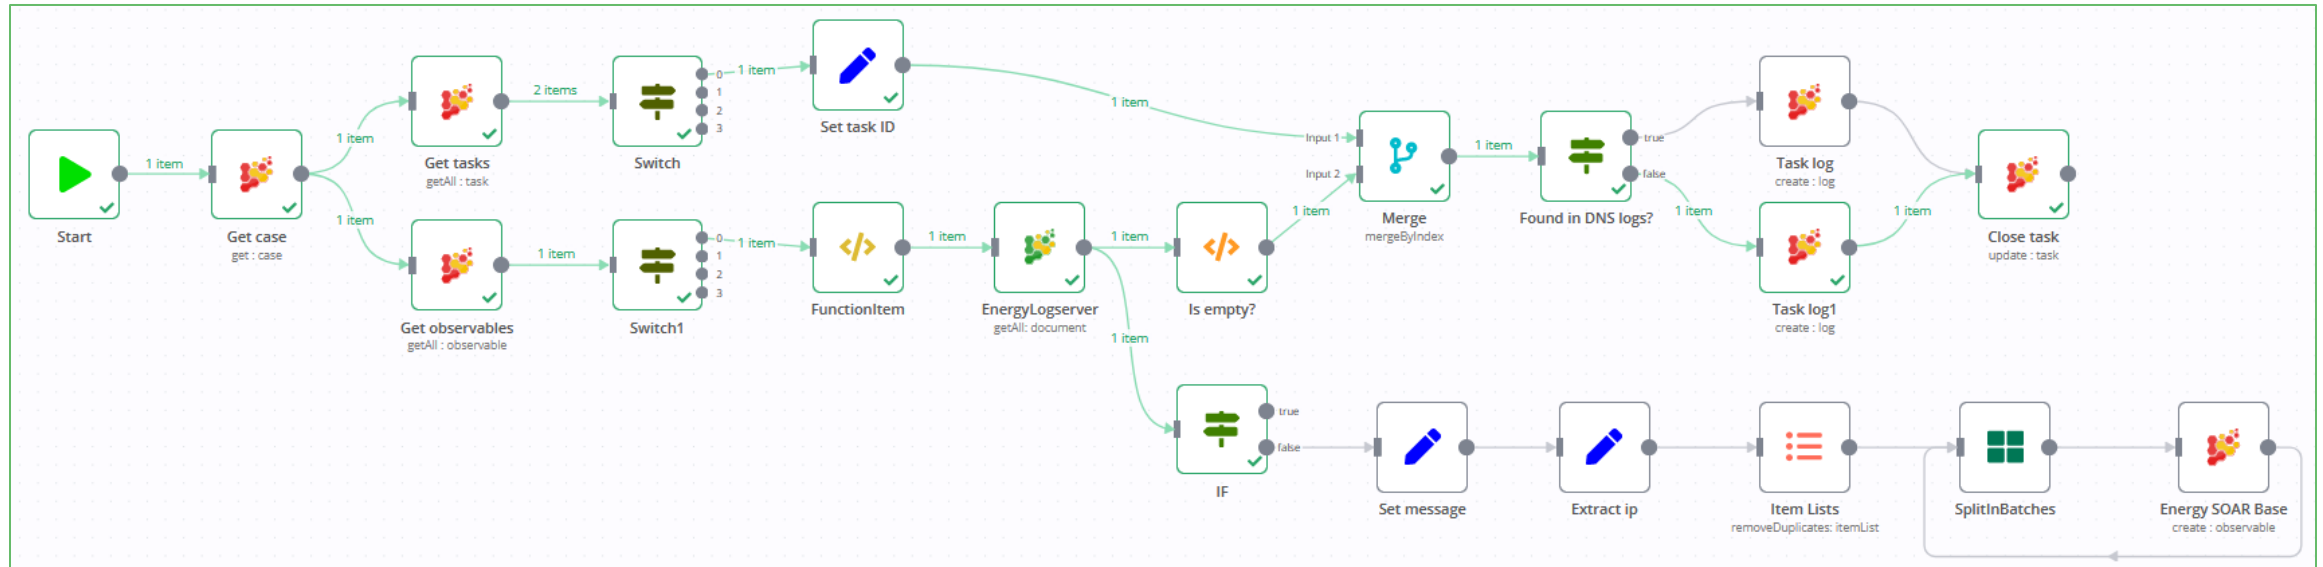 Start
1 item
Get case
get : case
1 item
1 item
Get tasks
getAll : task
2 items
Switch
0
1
2
3
1 item
Set task ID
1 item
Get observables
getAll : observable
1 item
Switch1
0
1
2
3
1 item
FunctionItem
1 item
EnergyLogserver
getAll: document
1 item
1 item
Is empty?
1 item
Input 1
Input 2
Merge
mergeByIndex
1 item
Found in DNS logs?
true
false
1 item
Task log
create : log
Task log1
create : log
1 item
Close task
update : task
IF
true
false
Set message
Extract ip
Item Lists
removeDuplicates: itemList
SplitInBatches
Energy SOAR Base
create : observable